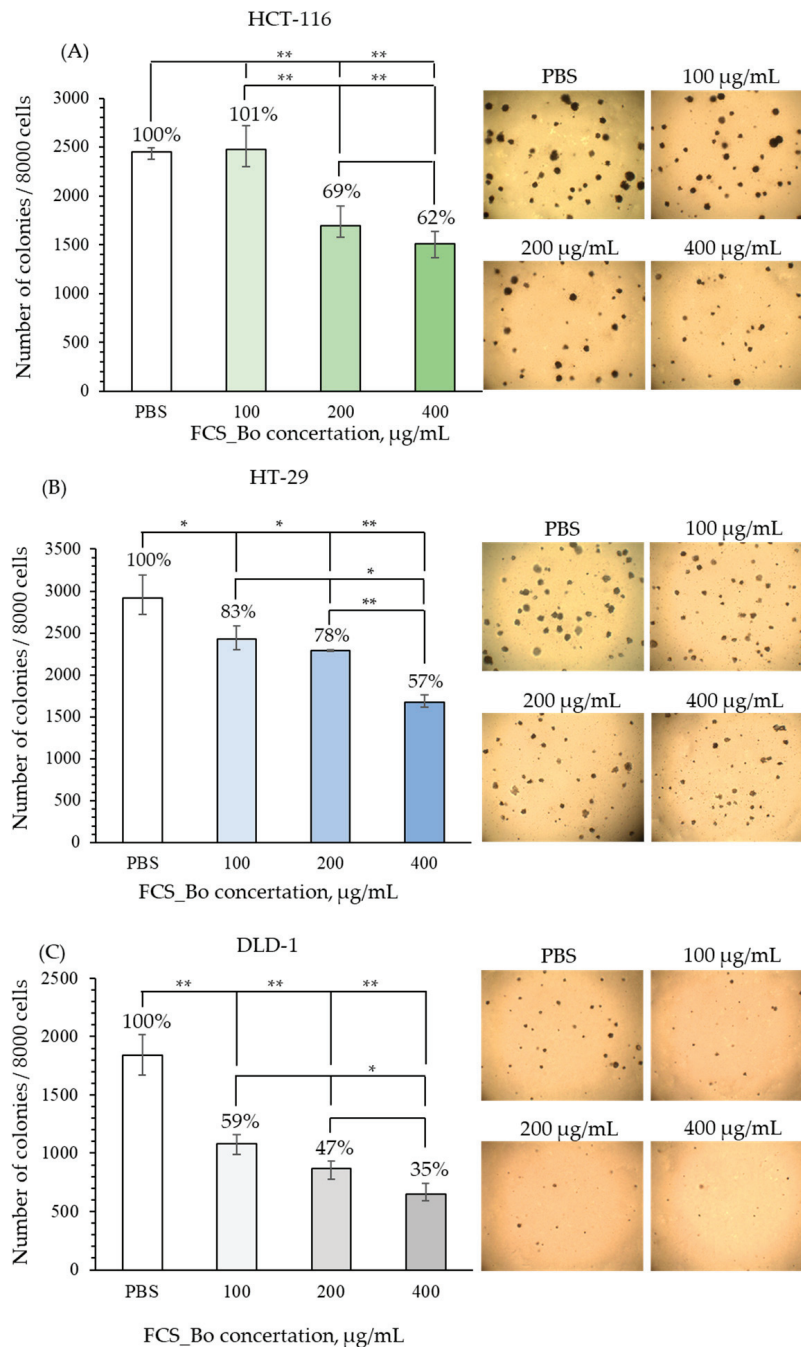 HCT-116
(A)
** **
** **
PBS 100 μg/mL
3000
2500
2000
1500
1000
500
0
Number of colonies / 8000 cells
100%
101%
69%
62%
200 μg/mL 400 μg/mL
PBS 100 200 400
FCS_Bo concertation, μg/mL
(B)
HT-29
* * **
*
**
PBS 100 μg/mL
3500
3000
2500
2000
1500
1000
500
0
Number of colonies / 8000 cells
100%
83%
78%
57%
200 μg/mL 400 μg/mL
PBS 100 200 400
FCS_Bo concertation, μg/mL
(C)
DLD-1
** ** **
*
PBS 100 μg/mL
2500
2000
1500
1000
500
0
Number of colonies / 8000 cells
100%
59%
47%
35%
200 μg/mL 400 μg/mL
PBS 100 200 400
FCS_Bo concertation, μg/mL